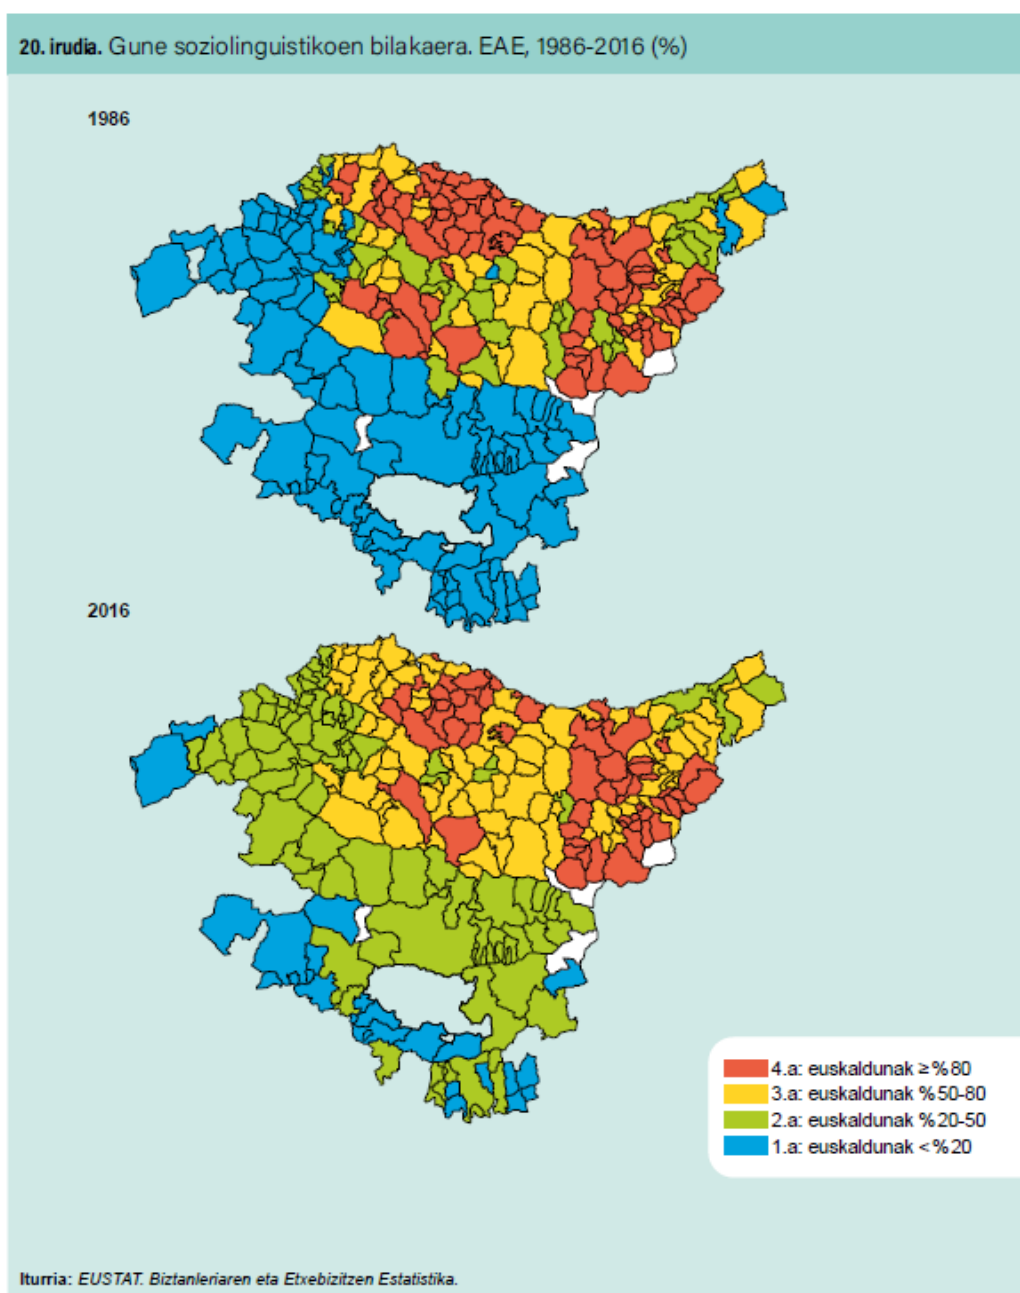 20. irudia. Gune soziolinguistikoen bilakaera. EAE, 1986-2016 (%)
1986
2016
4.a: euskaldunak ≥%80
3.a: euskaldunak %50-80
2.a: euskaldunak %20-50
1.a: euskaldunak <%20
Iturria: EUSTAT. Biztanleriaren eta Etxebizitzen Estatistika.